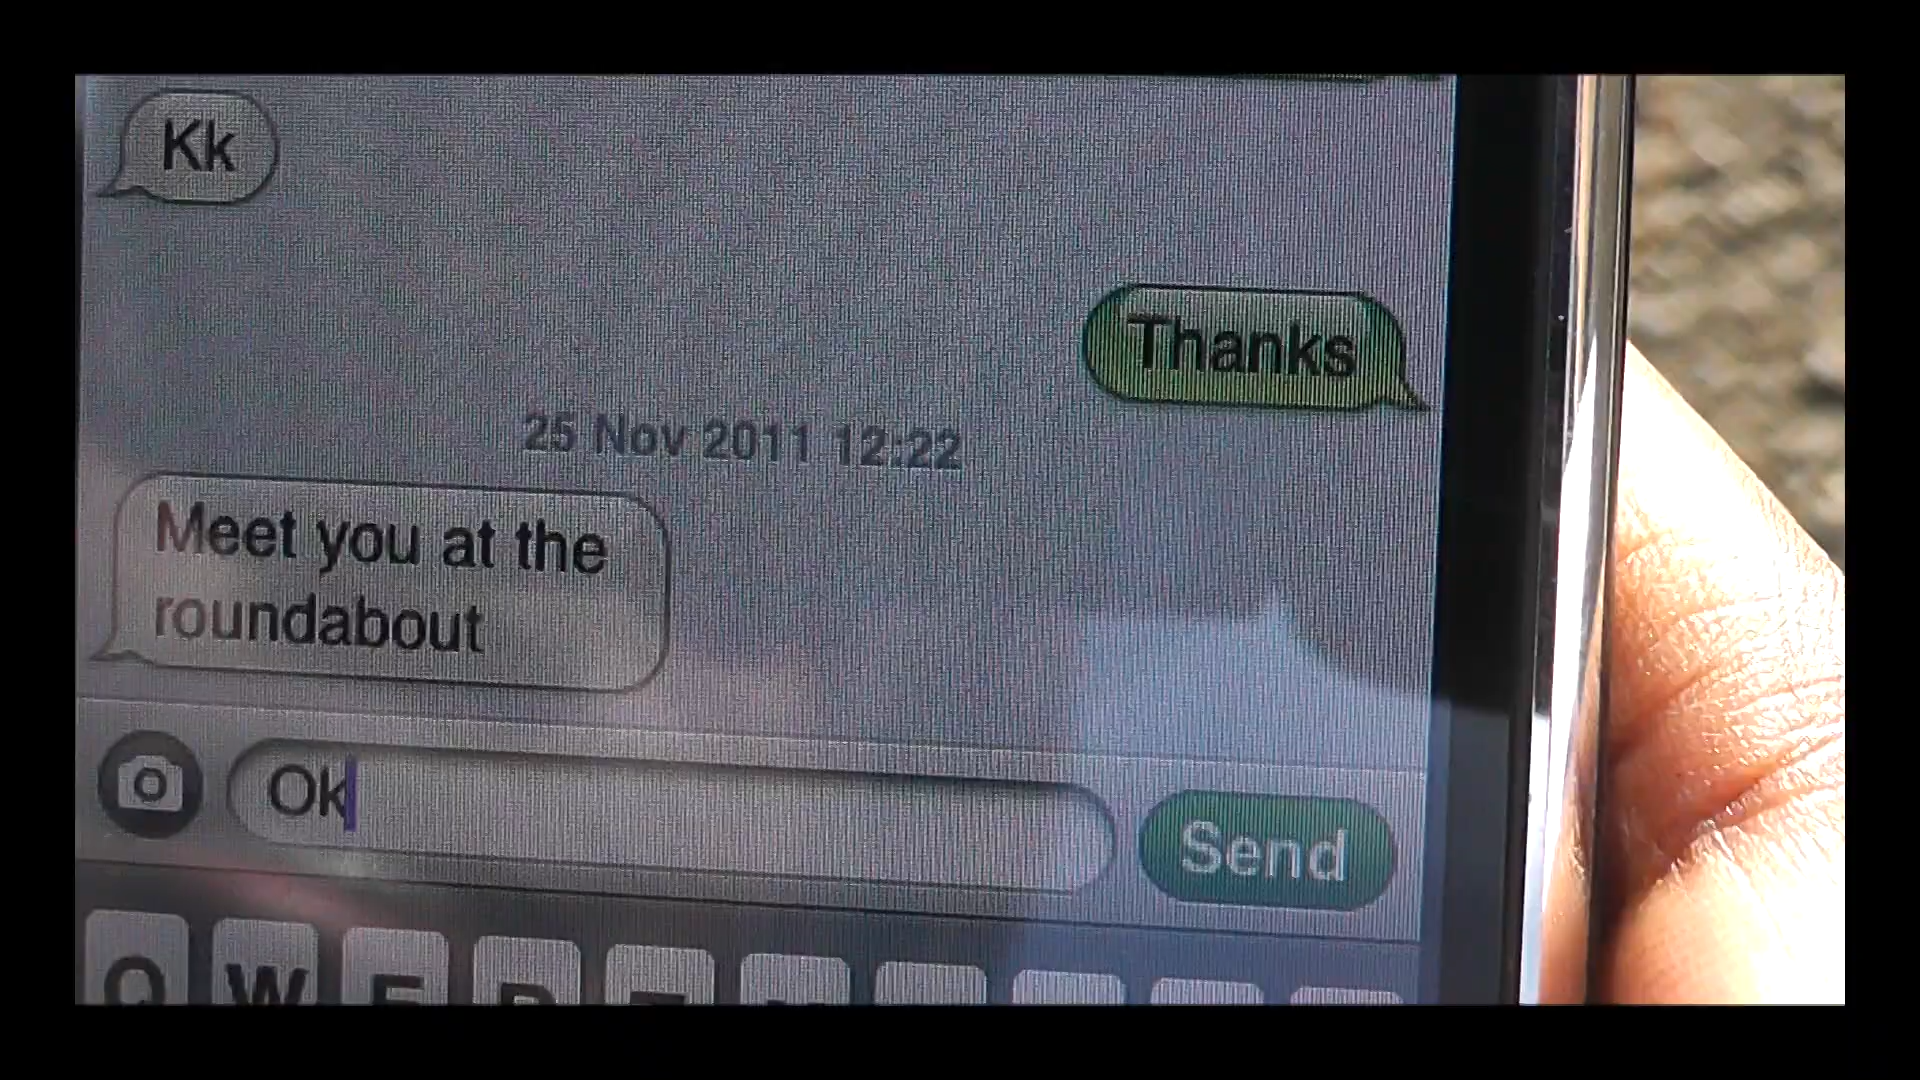 Kk
Thanks
25 Nov 2011 12:22
Meet you at the
roundabout
Ok
Send
Q W E R T